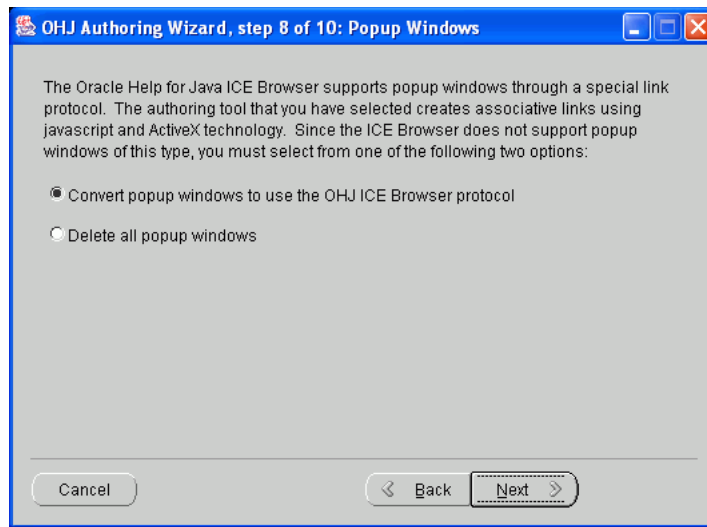 OHJ Authoring Wizard, step 8 of 10: Popup Windows
The Oracle Help for Java ICE Browser supports popup windows through a special link
protocol. The authoring tool that you have selected creates associative links using
javascript and ActiveX technology. Since the ICE Browser does not support popup
windows of this type, you must select from one of the following two options:
Convert popup windows to use the OHJ ICE Browser protocol
Delete all popup windows
Cancel Back Next